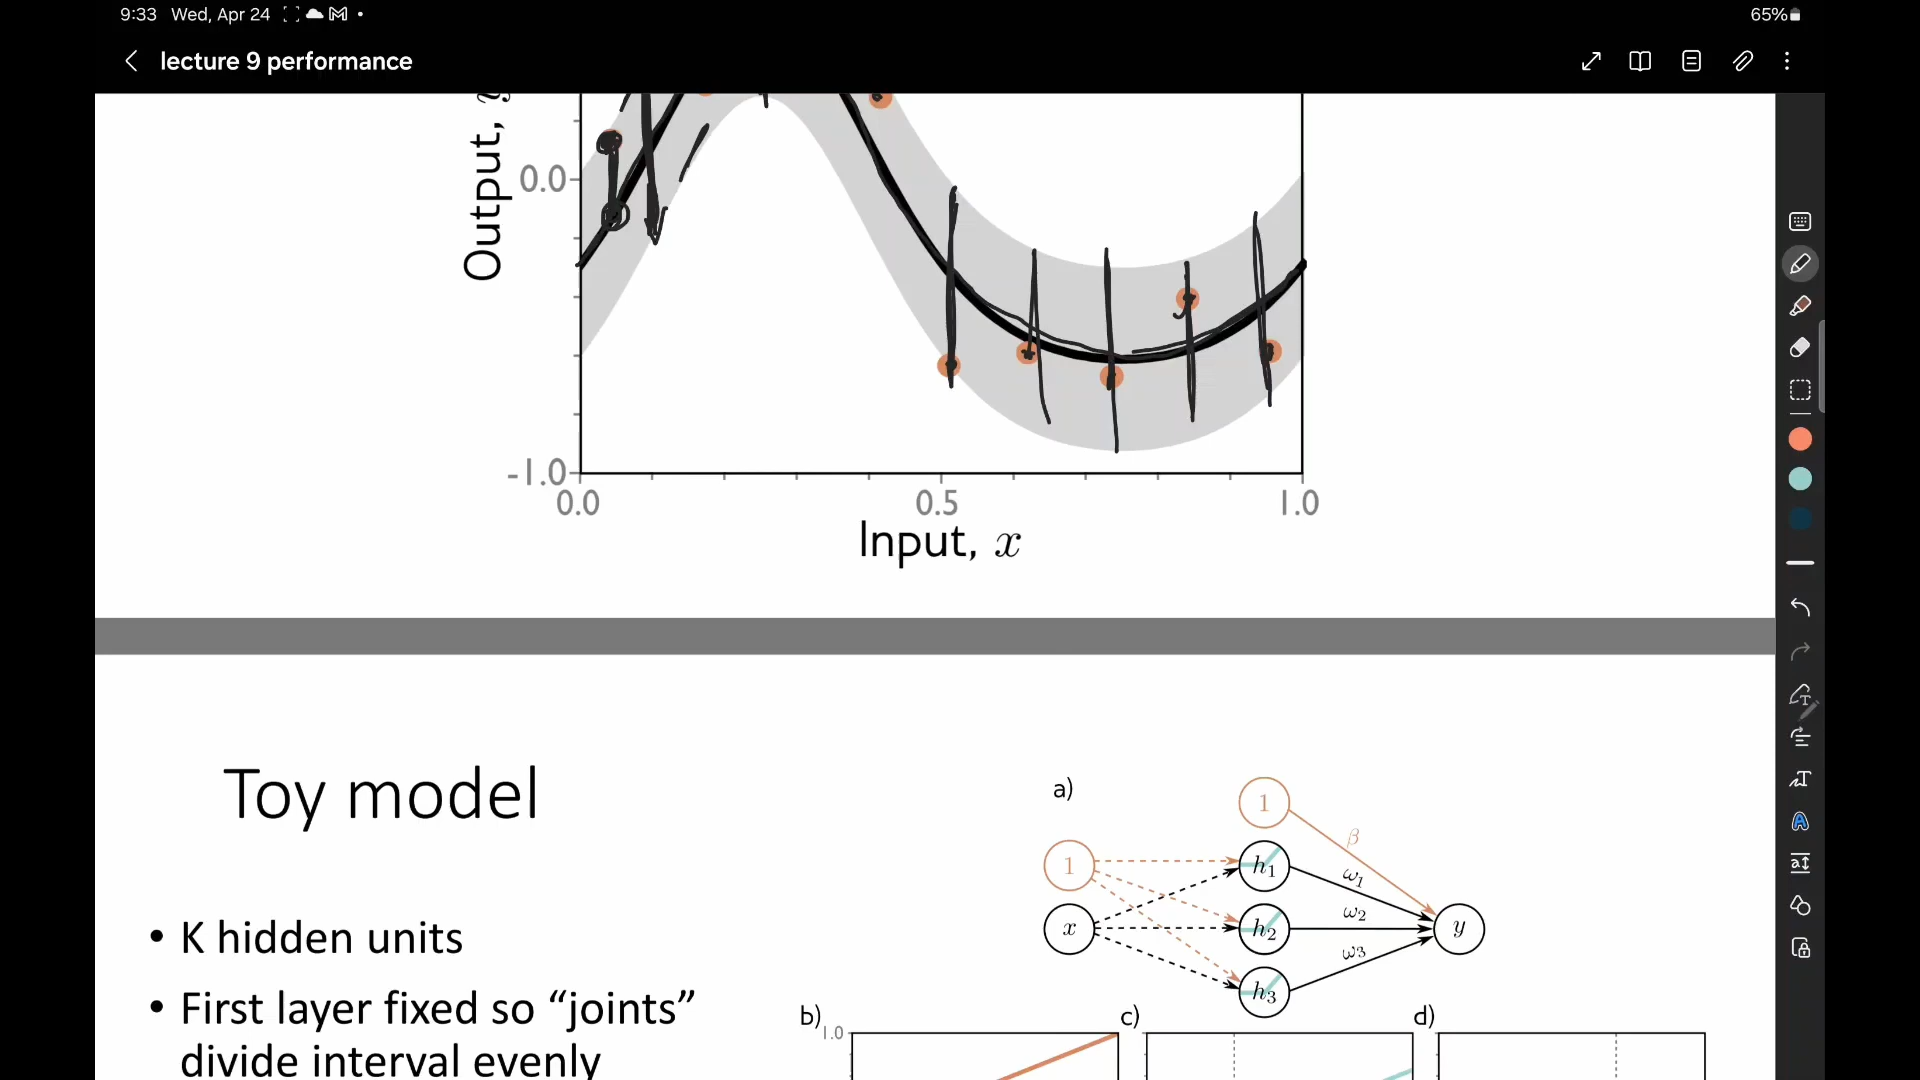 9:33 Wed, Apr 24
65%
lecture 9 performance
Output, y
0.0
-1.0
0.0 0.5 1.0
Input, x
Toy model
• K hidden units
• First layer fixed so “joints”
divide interval evenly
a)
1
β
1
h₁
ω₁
x
h₂
ω₂
y
h₃
ω₃
b)
1.0
c)
d)